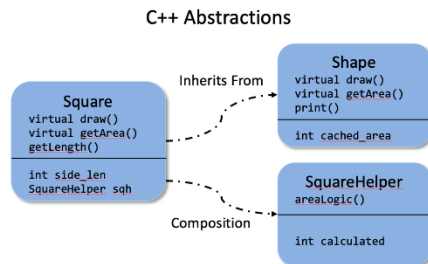 C++ Abstractions
Shape
virtual draw()
virtual getArea()
print()
int cached_area
Inherits From
Square
virtual draw()
virtual getArea()
getLength()
int side_len
SquareHelper sqh
Composition
SquareHelper
areaLogic()
int calculated